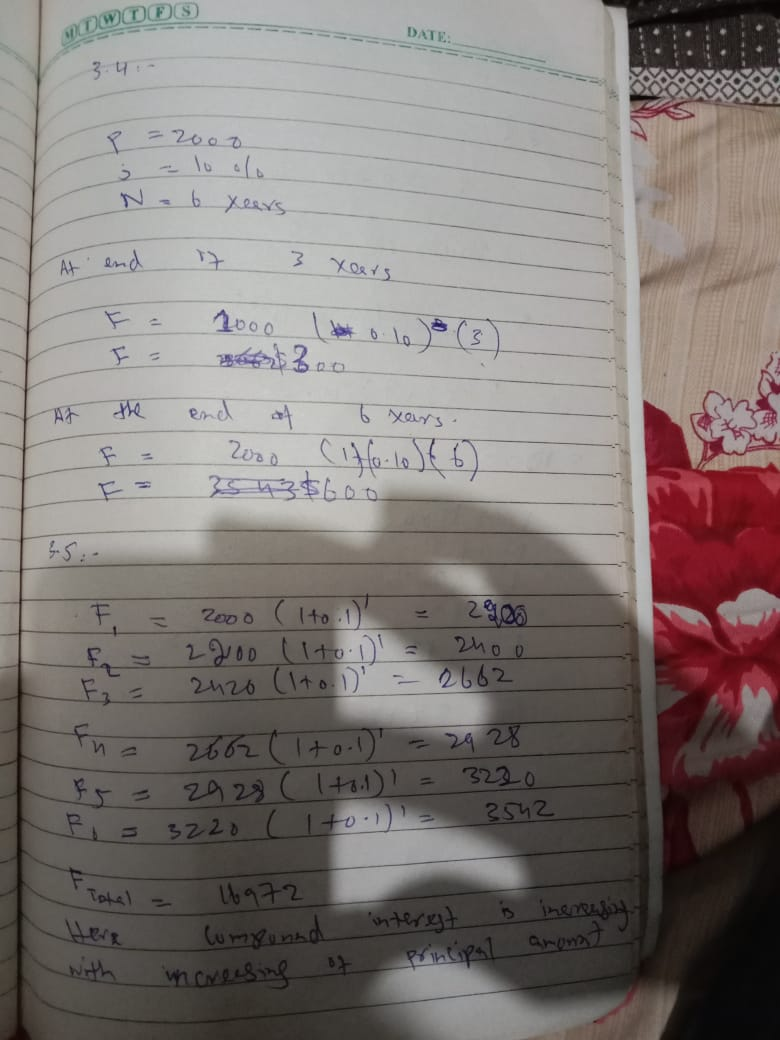 M T W T F S
DATE:
3.4:-
P = 2000
i = 10 %
N = 6 Years
At end of 3 Years
F = 1000 ( 0.10) (3)
F = $300
At the end of 6 years.
F = 2000 (1+(0.10)(6)
F = 3543 $600
3.5:-
F1 = 2000 (1+0.1)^1 = 2200
F2 = 2200 (1+0.1)^1 = 2400
F3 = 2420 (1+0.1)^1 = 2662
F4 = 2662 (1+0.1)^1 = 2928
F5 = 2928 (1+0.1)^1 = 3220
F6 = 3220 (1+0.1)^1 = 3542
F Total = 16972
Here compound interest is increasing
with increasing of principal amount